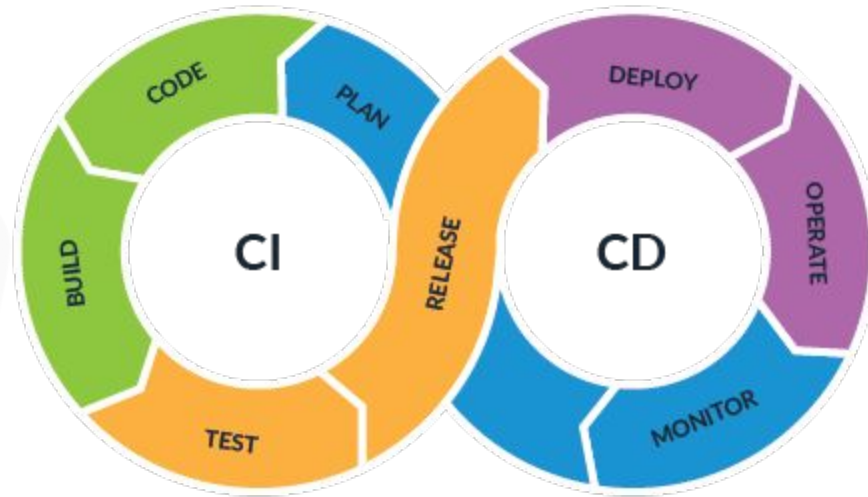 CODE
PLAN
BUILD
CI
TEST
RELEASE
DEPLOY
OPERATE
CD
MONITOR